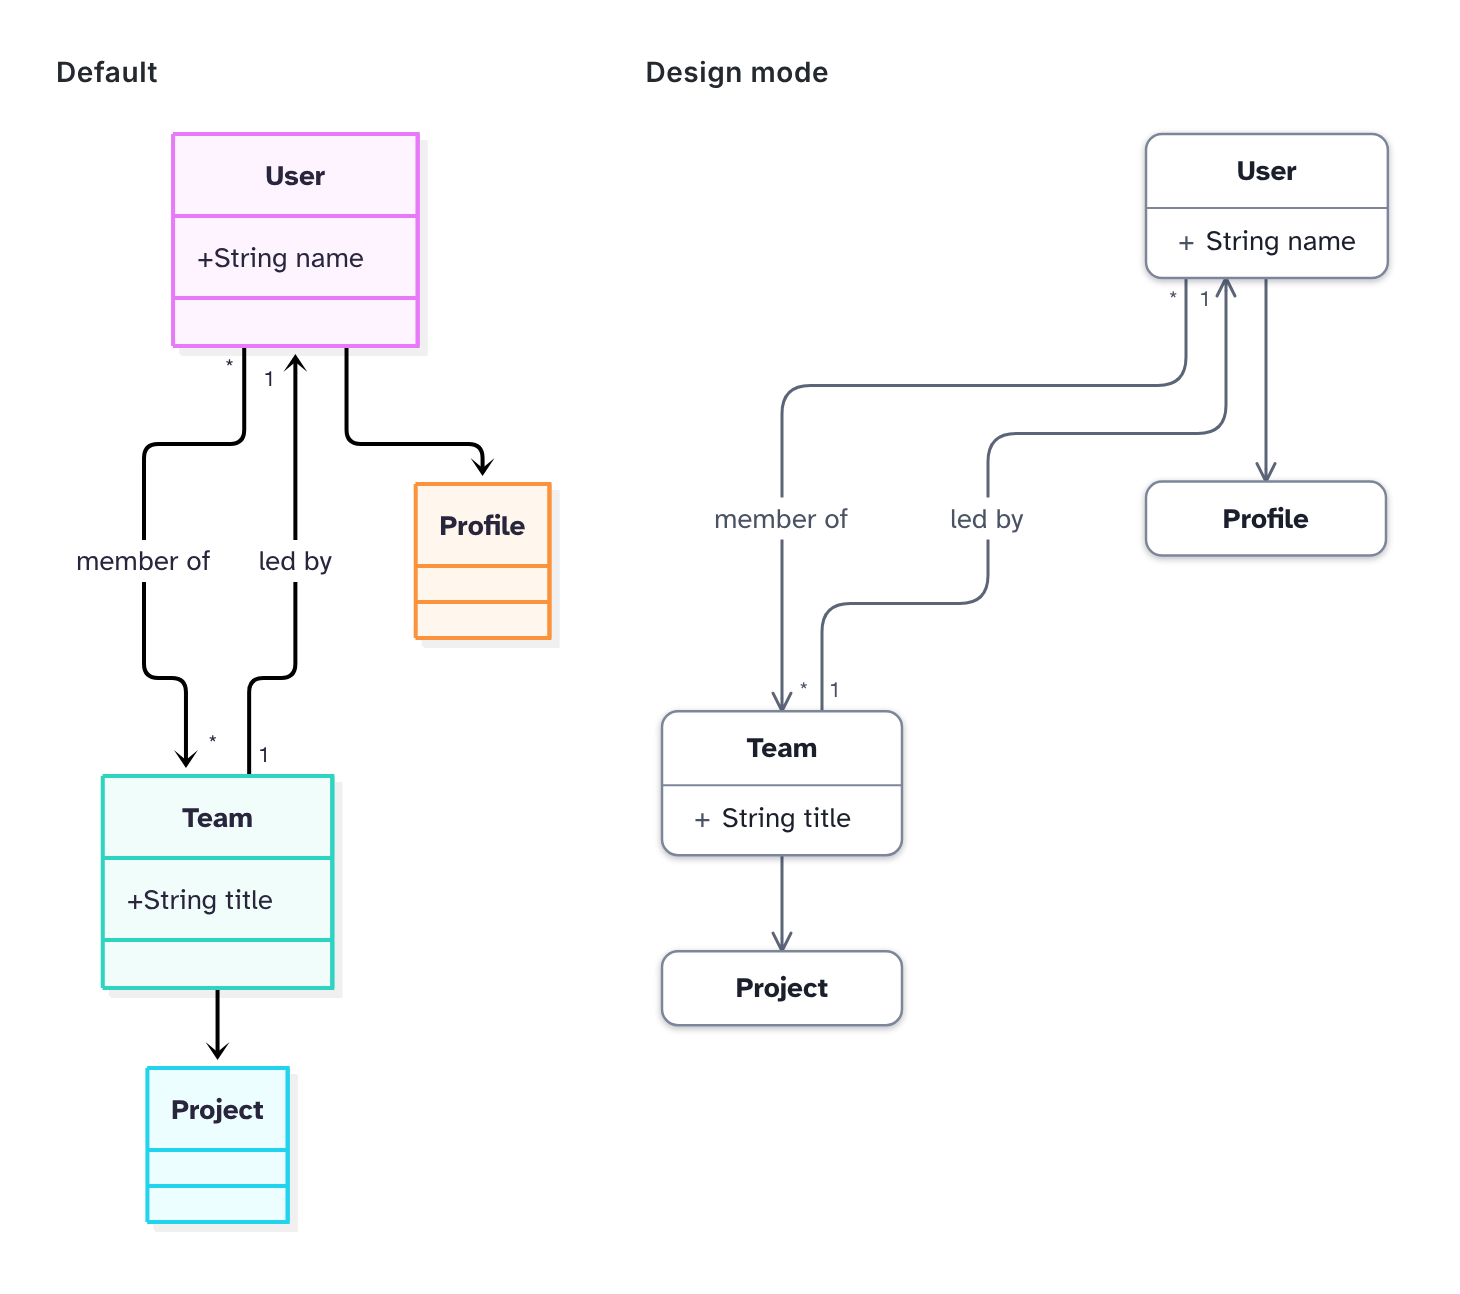 Default
User
+String name
*
1
member of
led by
Profile
*
1
Team
+String title
Project
Design mode
User
+ String name
*
1
member of
led by
Profile
*
1
Team
+ String title
Project